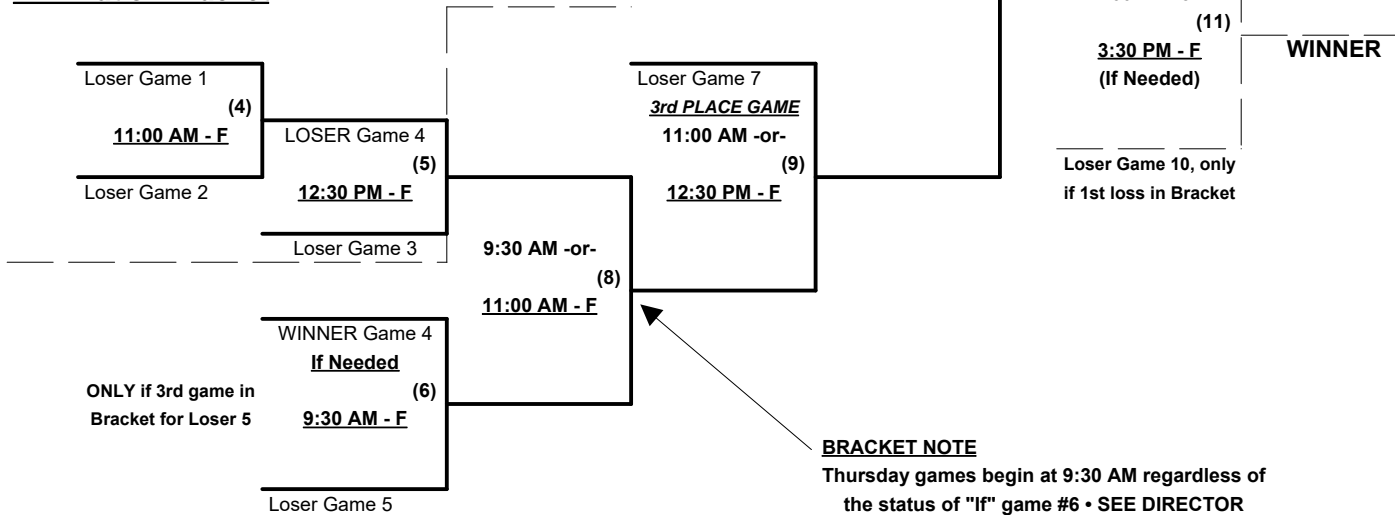 (11)
3:30 PM - F
(If Needed)
WINNER
Loser Game 10, only
if 1st loss in Bracket
Loser Game 1
(4)
11:00 AM - F
Loser Game 2
LOSER Game 4
(5)
12:30 PM - F
Loser Game 3
Loser Game 7
3rd PLACE GAME
11:00 AM -or-
(9)
12:30 PM - F
9:30 AM -or-
(8)
11:00 AM - F
WINNER Game 4
If Needed
(6)
9:30 AM - F
ONLY if 3rd game in
Bracket for Loser 5
Loser Game 5
BRACKET NOTE
Thursday games begin at 9:30 AM regardless of
the status of "If" game #6 • SEE DIRECTOR